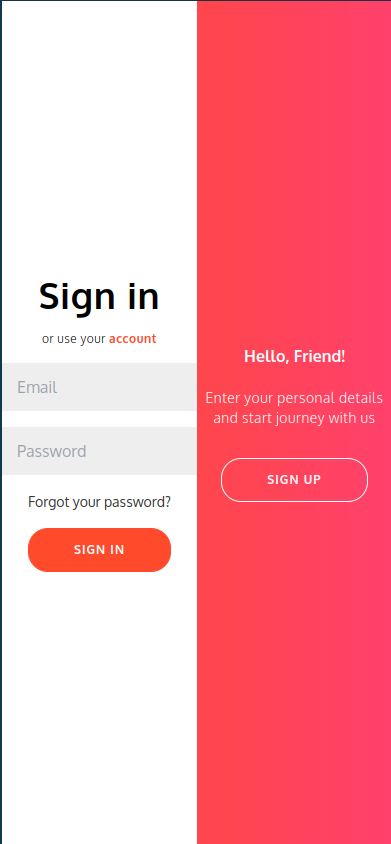 Sign in
or use your account
Email
Password
Forgot your password?
SIGN IN
Hello, Friend!
Enter your personal details
and start journey with us
SIGN UP